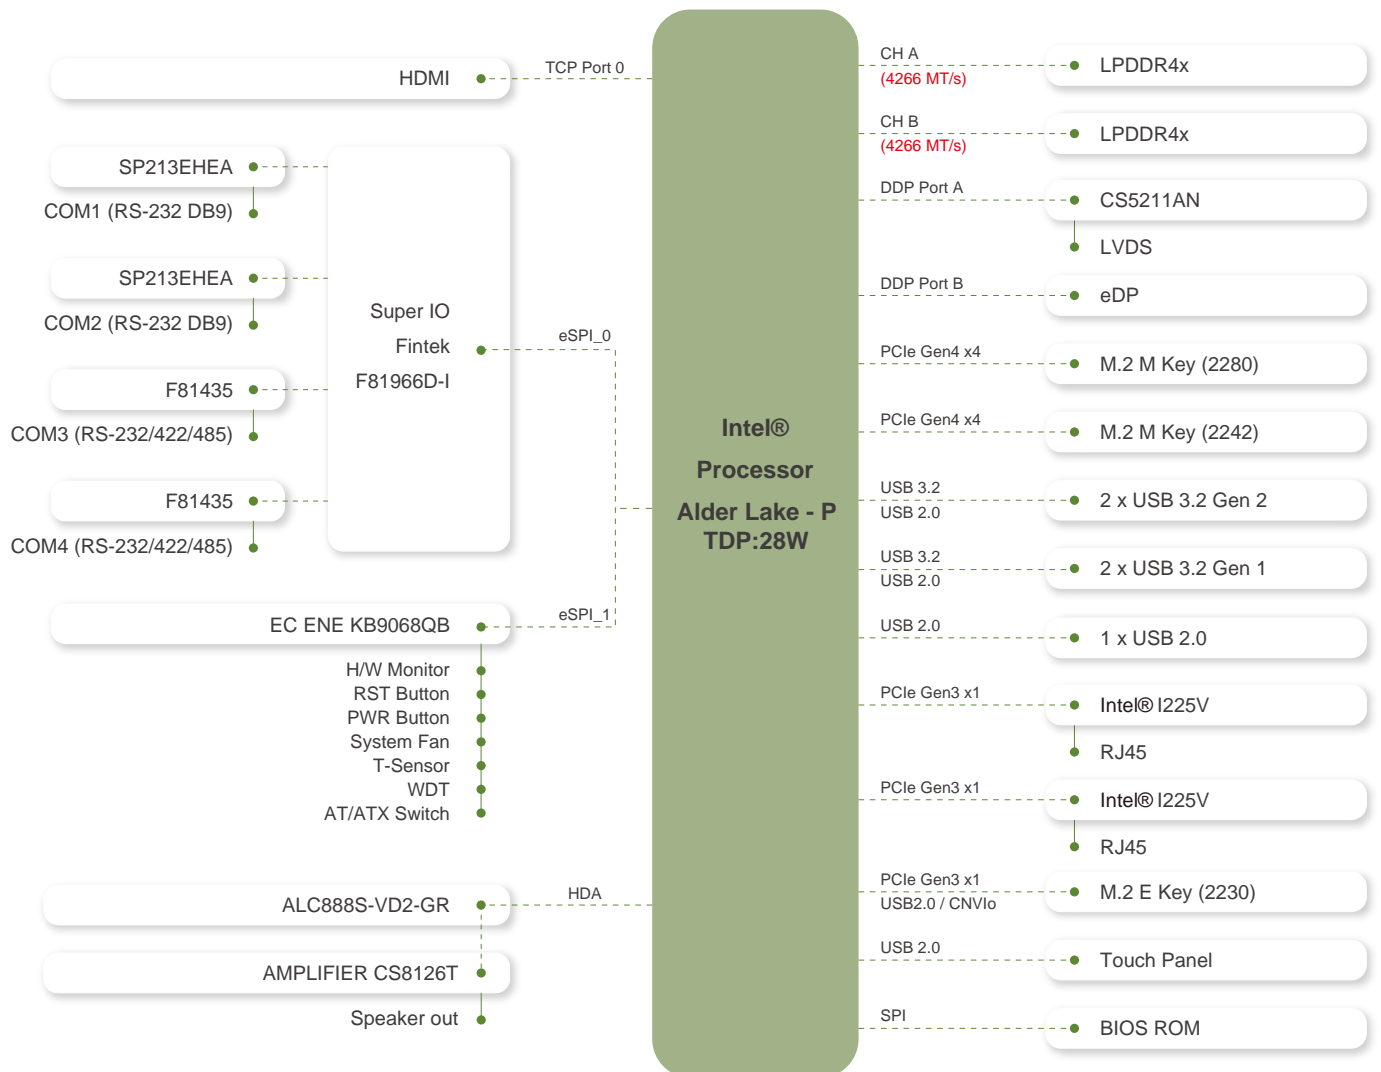 HDMI
TCP Port 0
SP213EHEA
COM1 (RS-232 DB9)
SP213EHEA
COM2 (RS-232 DB9)
F81435
COM3 (RS-232/422/485)
F81435
COM4 (RS-232/422/485)
Super IO
Fintek
F81966D-I
eSPI_0
eSPI_1
EC ENE KB9068QB
H/W Monitor
RST Button
PWR Button
System Fan
T-Sensor
WDT
AT/ATX Switch
HDA
ALC888S-VD2-GR
AMPLIFIER CS8126T
Speaker out
Intel®
Processor
Alder Lake - P
TDP:28W
CH A
(4266 MT/s)
LPDDR4x
CH B
(4266 MT/s)
LPDDR4x
DDP Port A
CS5211AN
LVDS
DDP Port B
eDP
PCIe Gen4 x4
M.2 M Key (2280)
PCIe Gen4 x4
M.2 M Key (2242)
USB 3.2
USB 2.0
2 x USB 3.2 Gen 2
USB 3.2
USB 2.0
2 x USB 3.2 Gen 1
USB 2.0
1 x USB 2.0
PCIe Gen3 x1
Intel® I225V
RJ45
PCIe Gen3 x1
Intel® I225V
RJ45
PCIe Gen3 x1
USB2.0 / CNVIo
M.2 E Key (2230)
USB 2.0
Touch Panel
SPI
BIOS ROM